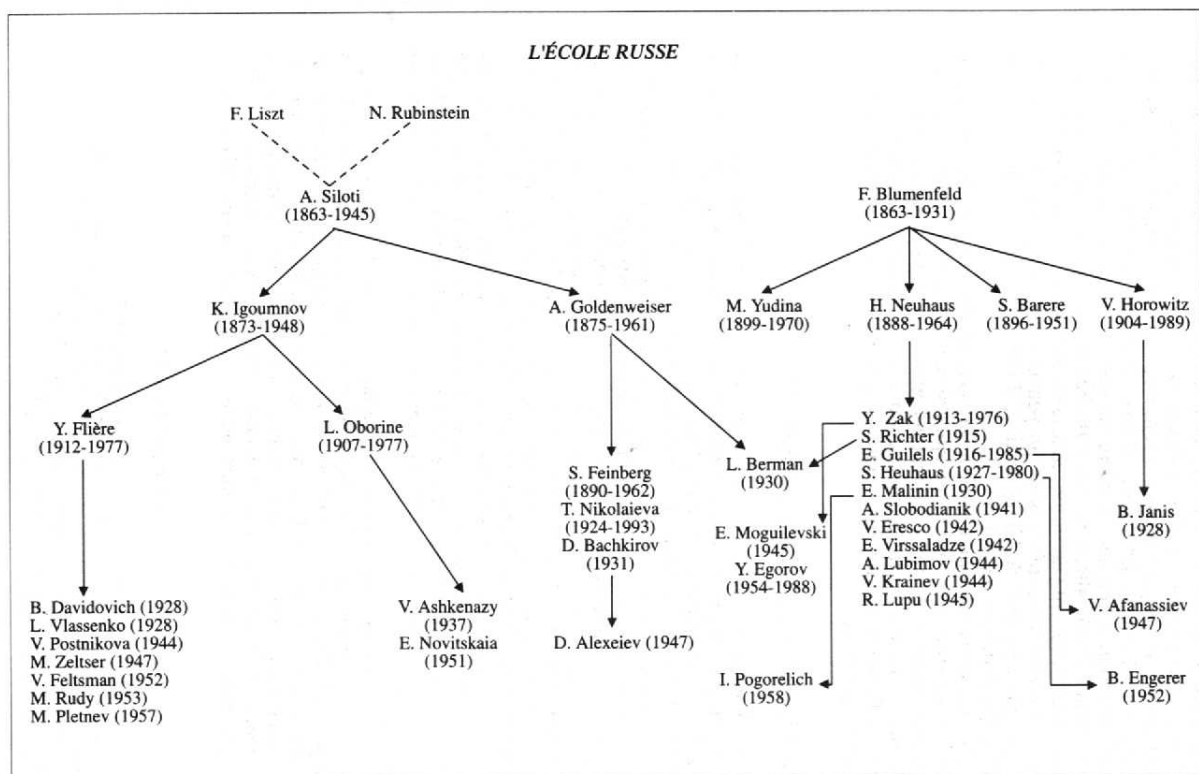 L'ÉCOLE RUSSE
F. Liszt
N. Rubinstein
A. Siloti
(1863-1945)
F. Blumenfeld
(1863-1931)
K. Igoumnov
(1873-1948)
A. Goldenweiser
(1875-1961)
M. Yudina
(1899-1970)
H. Neuhaus
(1888-1964)
S. Barere
(1896-1951)
V. Horowitz
(1904-1989)
Y. Flière
(1912-1977)
L. Oborine
(1907-1977)
S. Feinberg
(1890-1962)
T. Nikolaieva
(1924-1993)
D. Bachkirov
(1931)
L. Berman
(1930)
Y. Zak (1913-1976)
S. Richter (1915)
E. Guilels (1916-1985)
S. Heuhaus (1927-1980)
E. Malinin (1930)
A. Slobodianik (1941)
V. Eresco (1942)
E. Virssaladze (1942)
A. Lubimov (1944)
V. Krainev (1944)
R. Lupu (1945)
B. Janis
(1928)
E. Moguilevski
(1945)
Y. Egorov
(1954-1988)
B. Davidovich (1928)
L. Vlassenko (1928)
V. Postnikova (1944)
M. Zeltser (1947)
V. Feltsman (1952)
M. Rudy (1953)
M. Pletnev (1957)
V. Ashkenazy
(1937)
E. Novitskaia
(1951)
D. Alexeiev (1947)
V. Afanassiev
(1947)
I. Pogorelich
(1958)
B. Engerer
(1952)